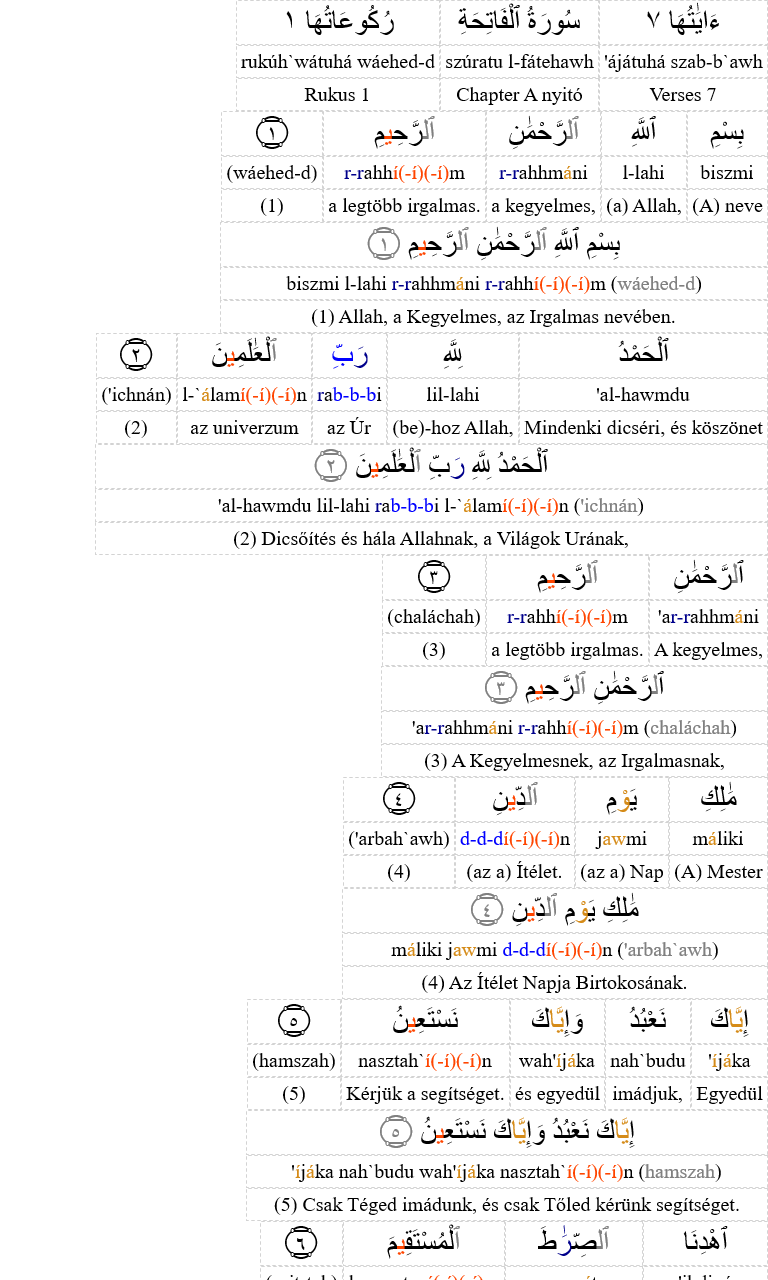 ءَايَٰتُهَا ٧ سُورَةُ ٱلْفَاتِحَةِ رُكُوعَاتُهَا ١
'ájátuhá szab-b`awh szúratu l-fátehawh rukúh`wátuhá wáehed-d
Verses 7 Chapter A nyitó Rukus 1
بِسْمِ ٱللَّهِ ٱلرَّحْمَٰنِ ٱلرَّحِيمِ ١
biszmi l-lahi r-rahhmáni r-rahhí(-í)(-í)m (wáehed-d)
(A) neve (a) Allah, a kegyelmes, a legtöbb irgalmas. (1)
بِسْمِ ٱللَّهِ ٱلرَّحْمَٰنِ ٱلرَّحِيمِ ١
biszmi l-lahi r-rahhmáni r-rahhí(-í)(-í)m (wáehed-d)
(1) Allah, a Kegyelmes, az Irgalmas nevében.
ٱلْحَمْدُ لِلَّهِ رَبِّ ٱلْعَٰلَمِينَ ٢
'al-hawmdu lil-lahi rab-b-bi l-`álamí(-í)(-í)n ('ichnán)
Mindenki dicséri, és köszönet (be)-hoz Allah, az Úr az univerzum (2)
ٱلْحَمْدُ لِلَّهِ رَبِّ ٱلْعَٰلَمِينَ ٢
'al-hawmdu lil-lahi rab-b-bi l-`álamí(-í)(-í)n ('ichnán)
(2) Dicsőítés és hála Allahnak, a Világok Urának,
ٱلرَّحْمَٰنِ ٱلرَّحِيمِ ٣
'ar-rahhmáni r-rahhí(-í)(-í)m (chaláchah)
A kegyelmes, a legtöbb irgalmas. (3)
ٱلرَّحْمَٰنِ ٱلرَّحِيمِ ٣
'ar-rahhmáni r-rahhí(-í)(-í)m (chaláchah)
(3) A Kegyelmesnek, az Irgalmasnak,
مَٰلِكِ يَوْمِ ٱلدِّينِ ٤
máliki jawmi d-d-dí(-í)(-í)n ('arbah`awh)
(A) Mester (az a) Nap (az a) Ítélet. (4)
مَٰلِكِ يَوْمِ ٱلدِّينِ ٤
máliki jawmi d-d-dí(-í)(-í)n ('arbah`awh)
(4) Az Ítélet Napja Birtokosának.
إِيَّاكَ نَعْبُدُ وَإِيَّاكَ نَسْتَعِينُ ٥
'íjáka nah`budu wah'íjáka nasztah`í(-í)(-í)n (hamszah)
Egyedül imádjuk, és egyedül Kérjük a segítséget. (5)
إِيَّاكَ نَعْبُدُ وَإِيَّاكَ نَسْتَعِينُ ٥
'íjáka nah`budu wah'íjáka nasztah`í(-í)(-í)n (hamszah)
(5) Csak Téged imádunk, és csak Tőled kérünk segítséget.
ٱهْدِنَا ٱلصِّرَٰطَ ٱلْمُسْتَقِيمَ ٦